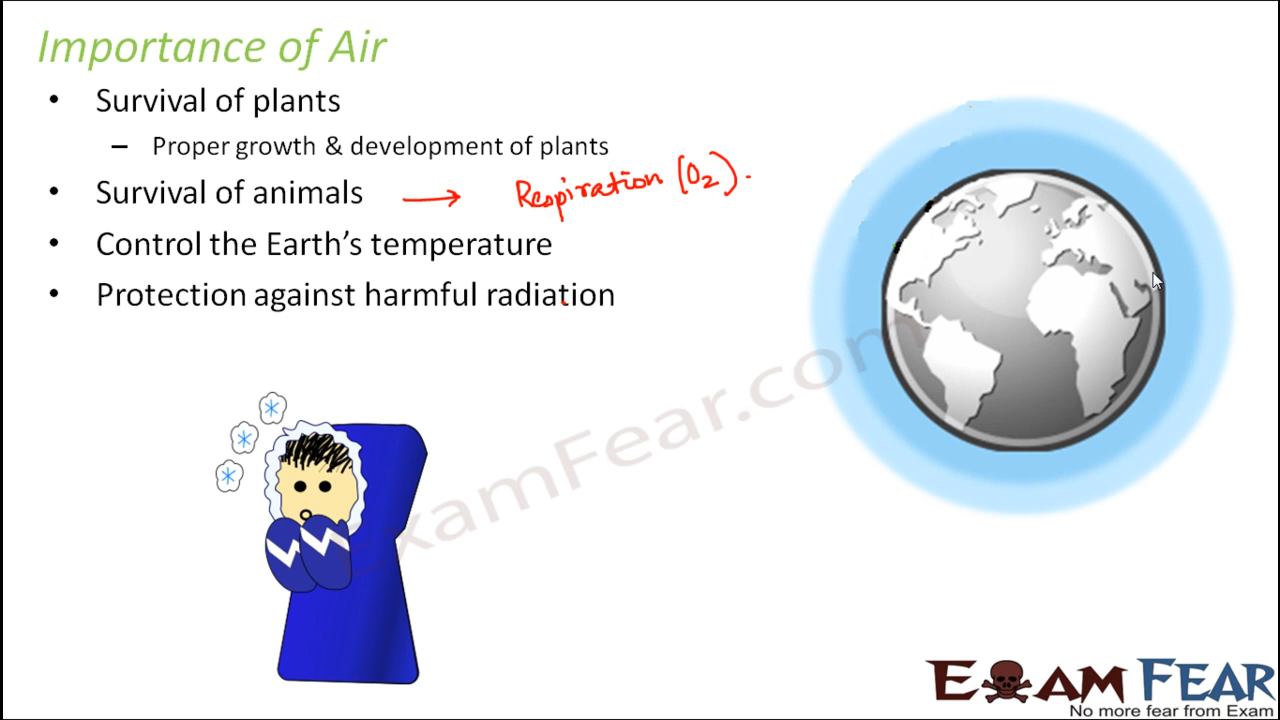 Importance of Air
• Survival of plants
– Proper growth & development of plants
• Survival of animals → Respiration (O₂).
• Control the Earth's temperature
• Protection against harmful radiation
examFear.com
EXAM FEAR
No more fear from Exam